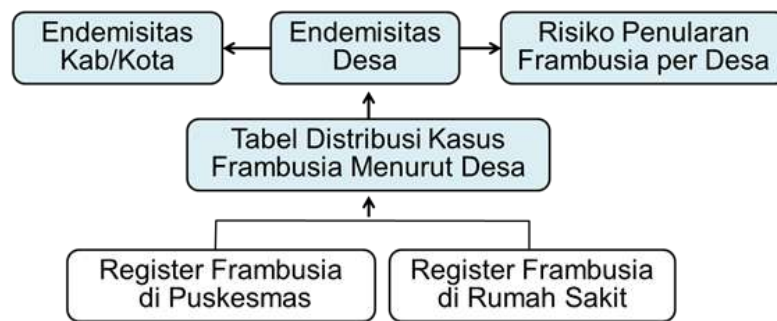 Endemisitas
Kab/Kota
Endemisitas
Desa
Risiko Penularan
Frambusia per Desa
Tabel Distribusi Kasus
Frambusia Menurut Desa
Register Frambusia
di Puskesmas
Register Frambusia
di Rumah Sakit